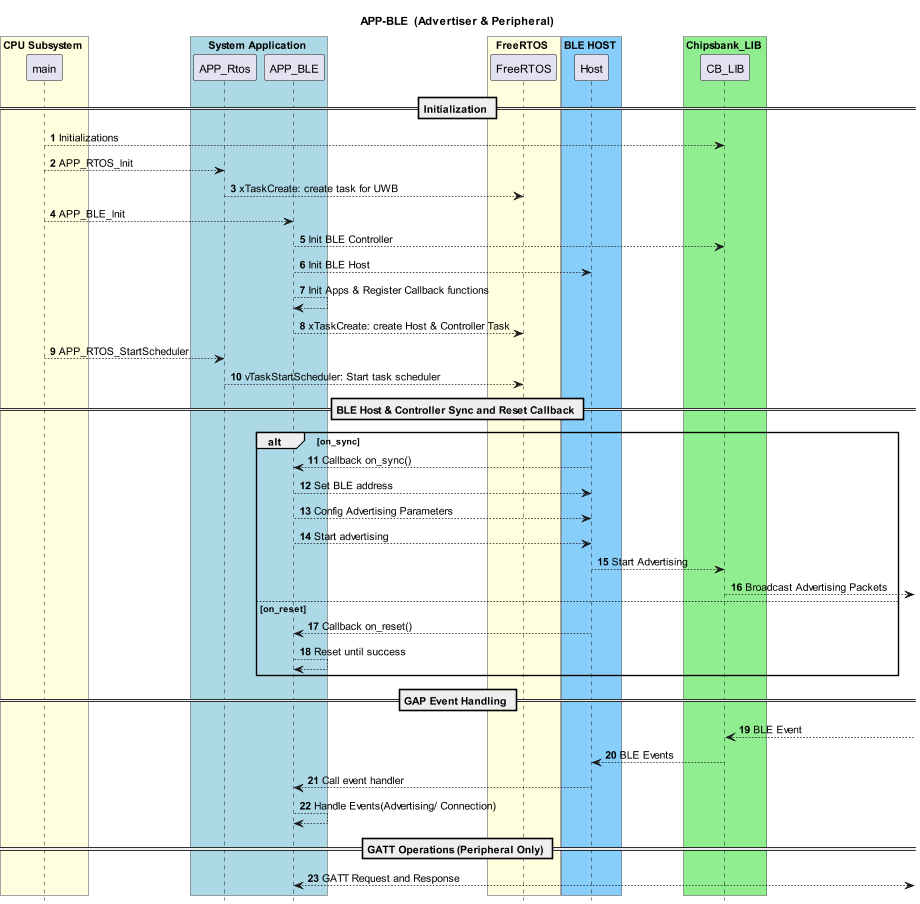 APP-BLE (Advertiser & Peripheral)
CPU Subsystem
System Application
FreeRTOS
BLE HOST
Chipsbank_LIB
main
APP_Rtos
APP_BLE
FreeRTOS
Host
CB_LIB
Initialization
1 Initializations
2 APP_RTOS_Init
3 xTaskCreate: create task for UWB
4 APP_BLE_Init
5 Init BLE Controller
6 Init BLE Host
7 Init Apps & Register Callback functions
8 xTaskCreate: create Host & Controller Task
9 APP_RTOS_StartScheduler
10 vTaskStartScheduler: Start task scheduler
BLE Host & Controller Sync and Reset Callback
alt
[on_sync]
11 Callback on_sync()
12 Set BLE address
13 Config Advertising Parameters
14 Start advertising
15 Start Advertising
16 Broadcast Advertising Packets
[on_reset]
17 Callback on_reset()
18 Reset until success
GAP Event Handling
19 BLE Event
20 BLE Events
21 Call event handler
22 Handle Events(Advertising/ Connection)
GATT Operations (Peripheral Only)
23 GATT Request and Response